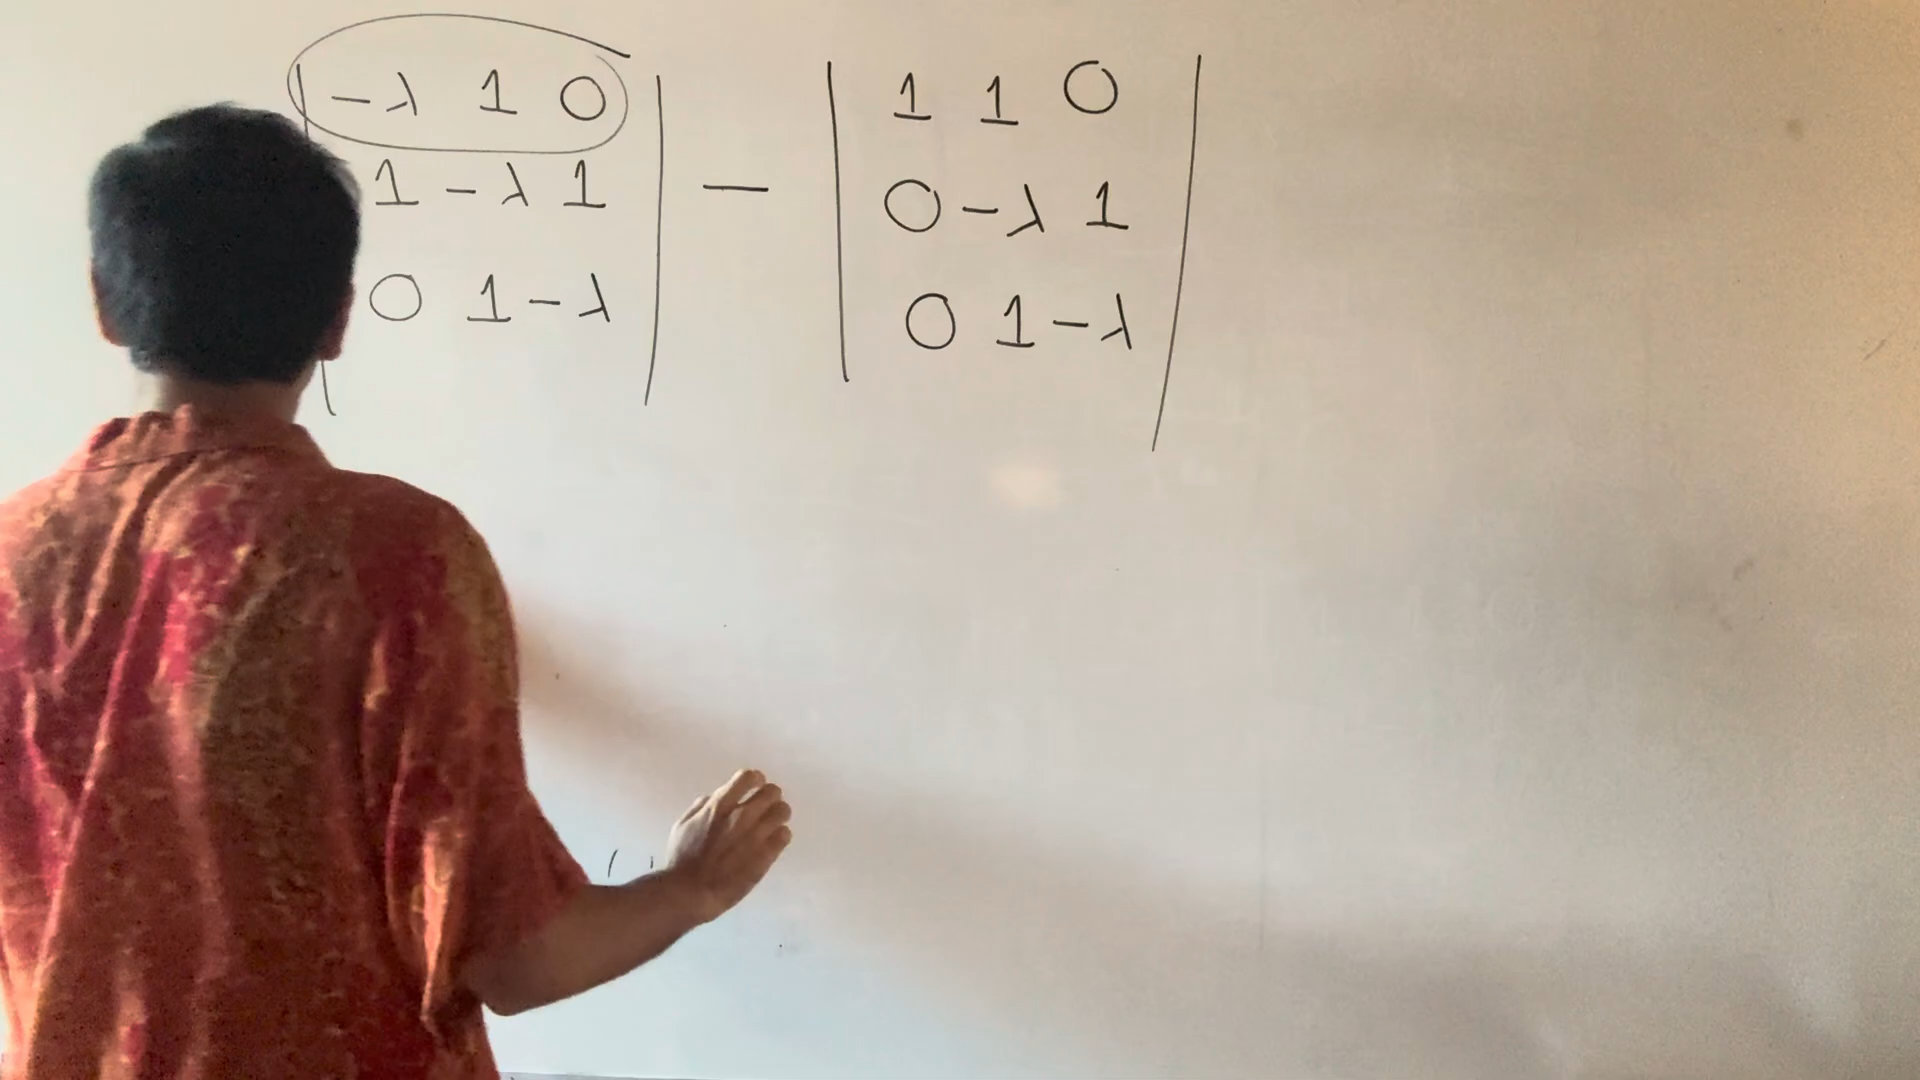 | -λ 1 0 | — | 1 1 0 |
| 1 -λ 1 | | 0 -λ 1 |
| 0 1 -λ | | 0 1 -λ |